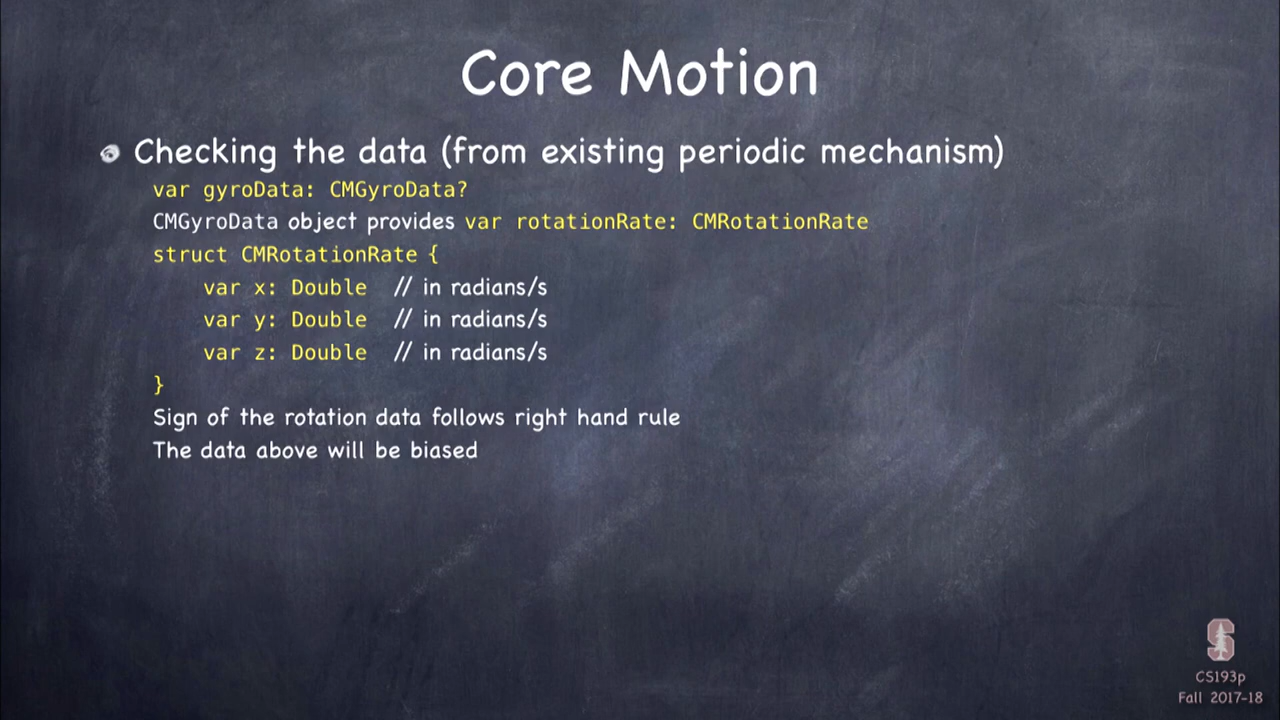 Core Motion
Checking the data (from existing periodic mechanism)
var gyroData: CMGyroData?
CMGyroData object provides var rotationRate: CMRotationRate
struct CMRotationRate {
var x: Double // in radians/s
var y: Double // in radians/s
var z: Double // in radians/s
}
Sign of the rotation data follows right hand rule
The data above will be biased
S
CS193p
Fall 2017-18